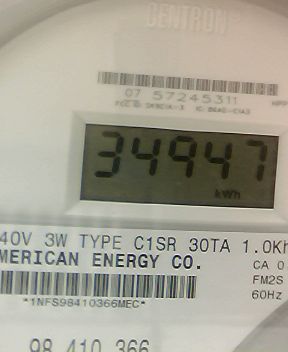 CENTRON
07 57245311
34947
kWh
40V 3W TYPE C1SR 30TA 1.0Kh
MERICAN ENERGY CO.
CA 0
FM2S
*1NFS98410366MEC*
60Hz
98 410 366